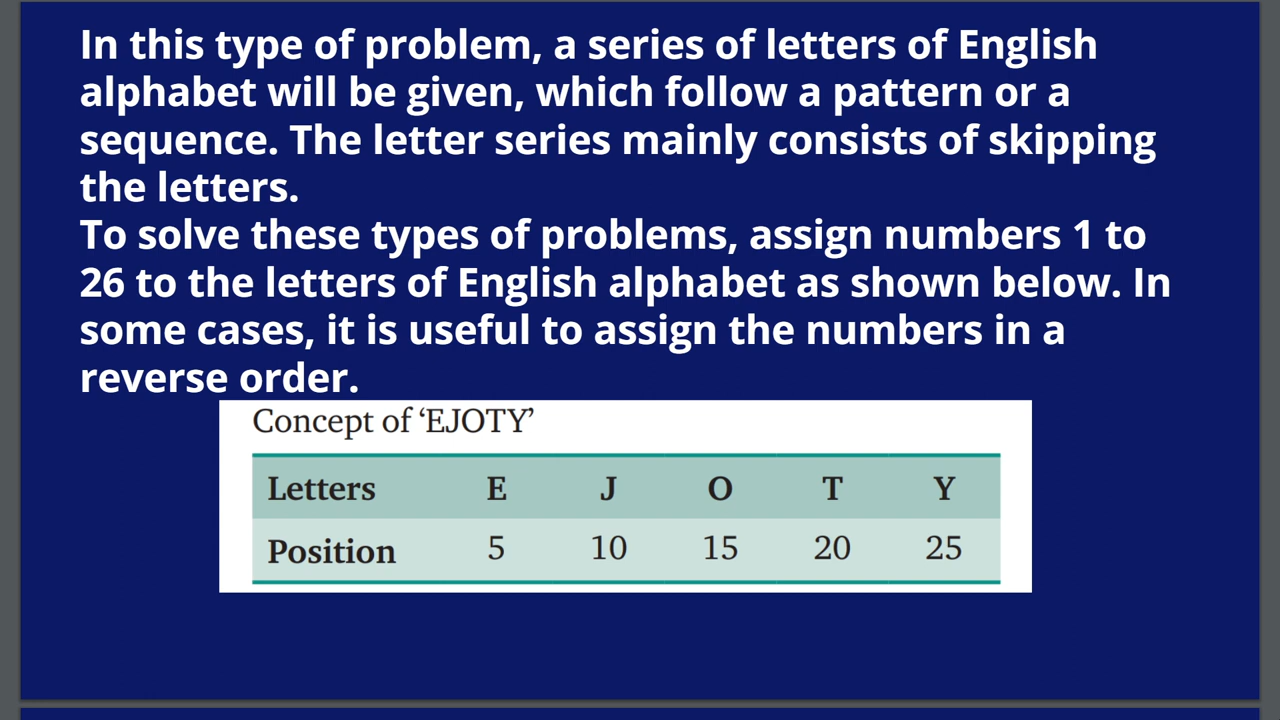 In this type of problem, a series of letters of English
alphabet will be given, which follow a pattern or a
sequence. The letter series mainly consists of skipping
the letters.
To solve these types of problems, assign numbers 1 to
26 to the letters of English alphabet as shown below. In
some cases, it is useful to assign the numbers in a
reverse order.
Concept of ‘EJOTY’
Letters E J O T Y
Position 5 10 15 20 25